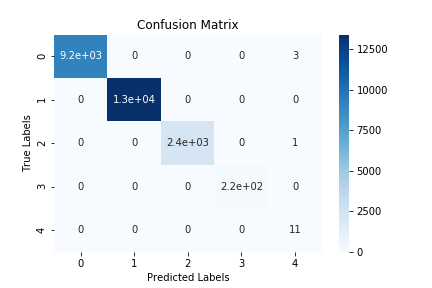 Confusion Matrix
True Labels
0 9.2e+03 0 0 0 3
1 0 1.3e+04 0 0 0
2 0 0 2.4e+03 0 1
3 0 0 0 2.2e+02 0
4 0 0 0 0 11
0 1 2 3 4
Predicted Labels
12500
10000
7500
5000
2500
0